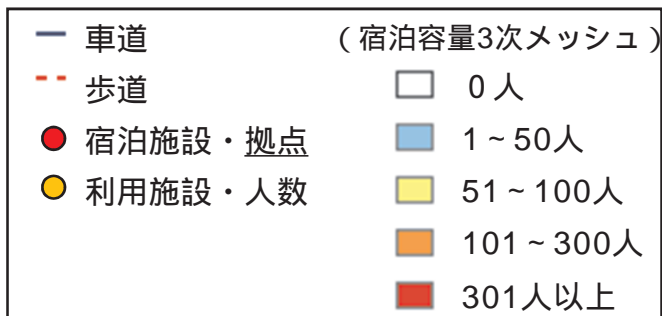 車道
歩道
宿泊施設・拠点
利用施設・人数
（宿泊容量3次メッシュ）
0人
1~50人
51~100人
101~300人
301人以上